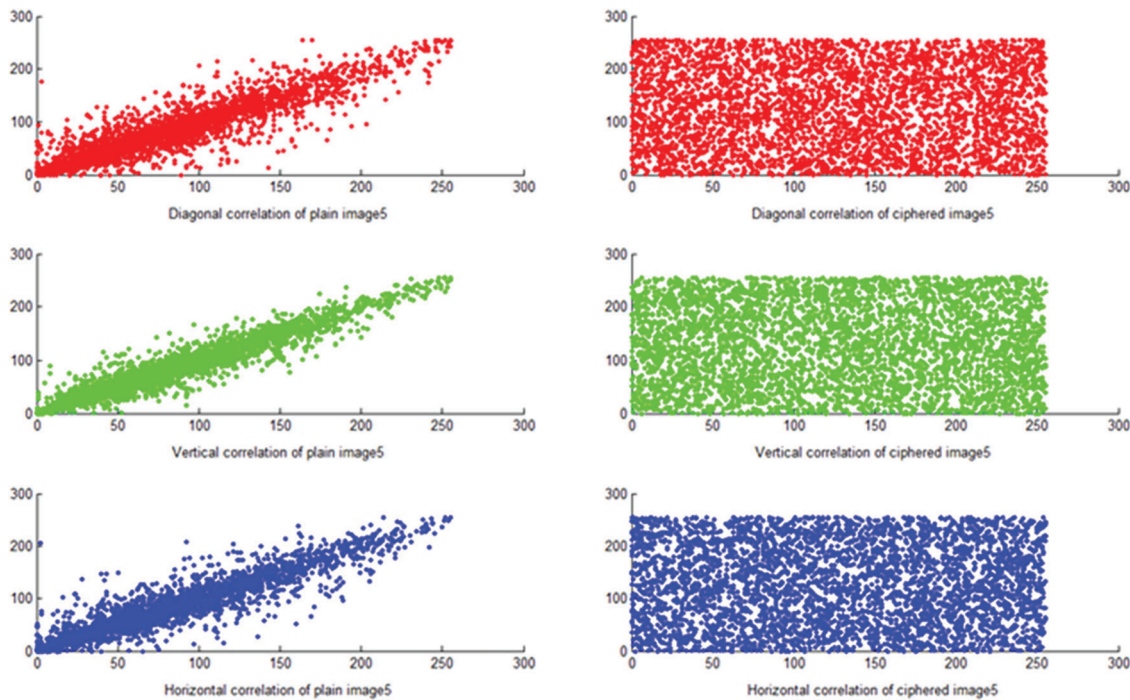 300
200
100
0
0 50 100 150 200 250 300
Diagonal correlation of plain image5
300
200
100
0
0 50 100 150 200 250 300
Diagonal correlation of ciphered image5
300
200
100
0
0 50 100 150 200 250 300
Vertical correlation of plain image5
300
200
100
0
0 50 100 150 200 250 300
Vertical correlation of ciphered image5
300
200
100
0
0 50 100 150 200 250 300
Horizontal correlation of plain image5
300
200
100
0
0 50 100 150 200 250 300
Horizontal correlation of ciphered image5